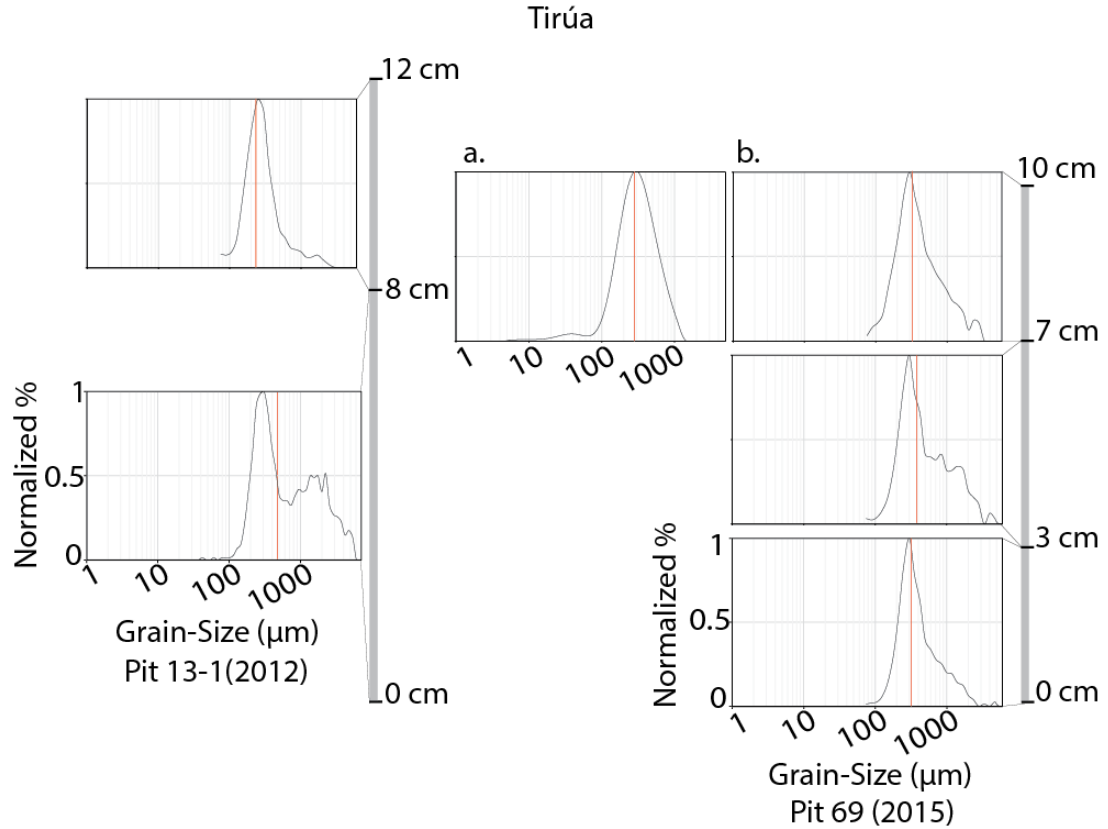 Tirúa
12 cm
8 cm
0 cm
1
0.5
0
Normalized %
1 10 100 1000
Grain-Size (µm)
Pit 13-1(2012)
a.
1 10 100 1000
b.
10 cm
7 cm
3 cm
0 cm
1
0.5
0
Normalized %
1 10 100 1000
Grain-Size (µm)
Pit 69 (2015)